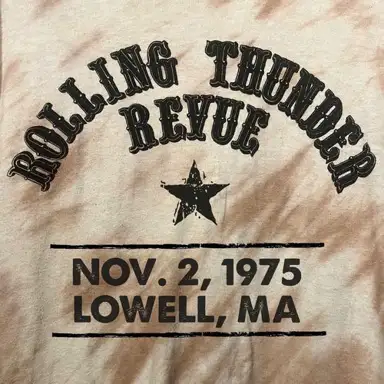 ROLLING THUNDER
REVUE
NOV. 2, 1975
LOWELL, MA